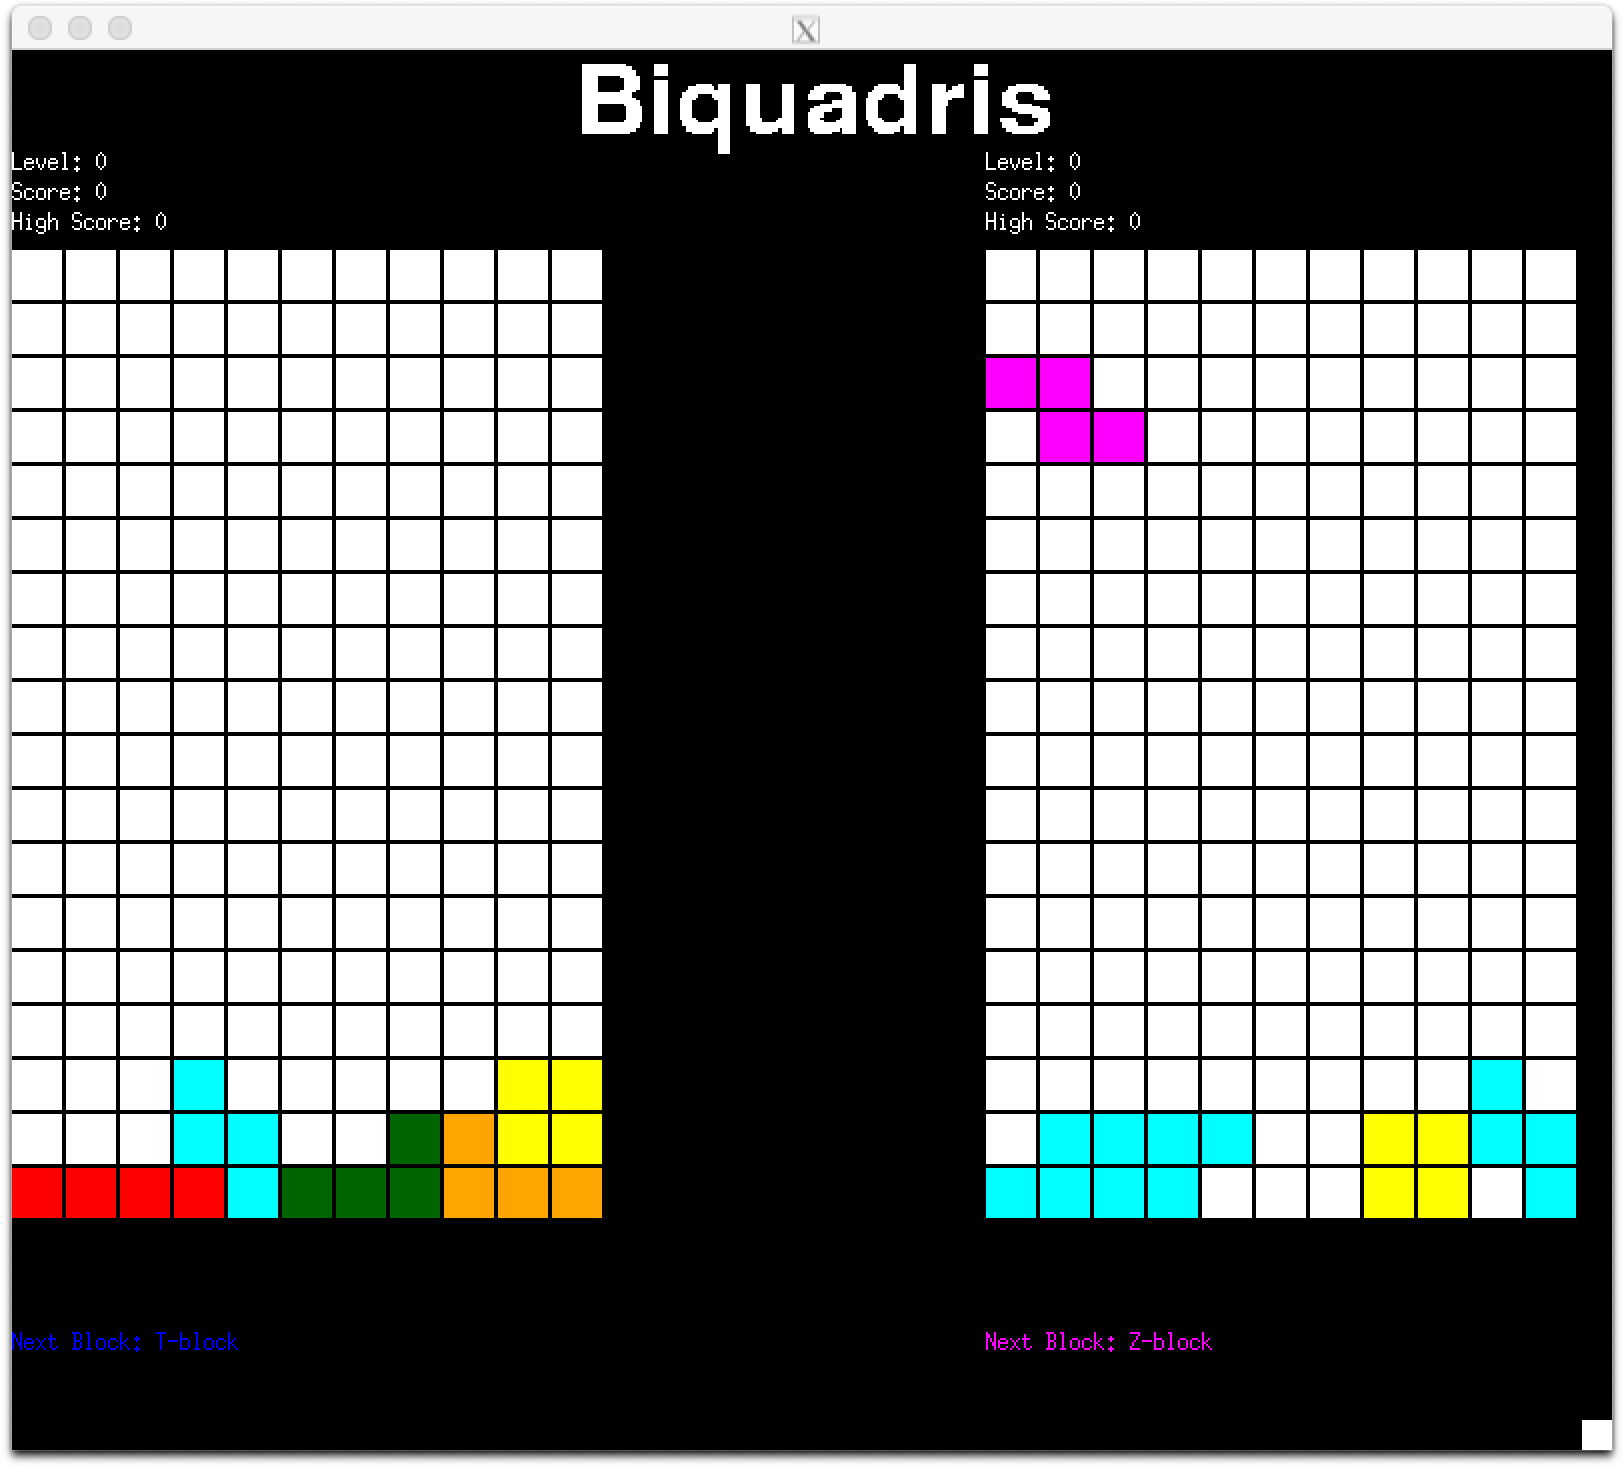 Biquadris
Level: 0
Score: 0
High Score: 0
Level: 0
Score: 0
High Score: 0
Next Block: T-block
Next Block: Z-block